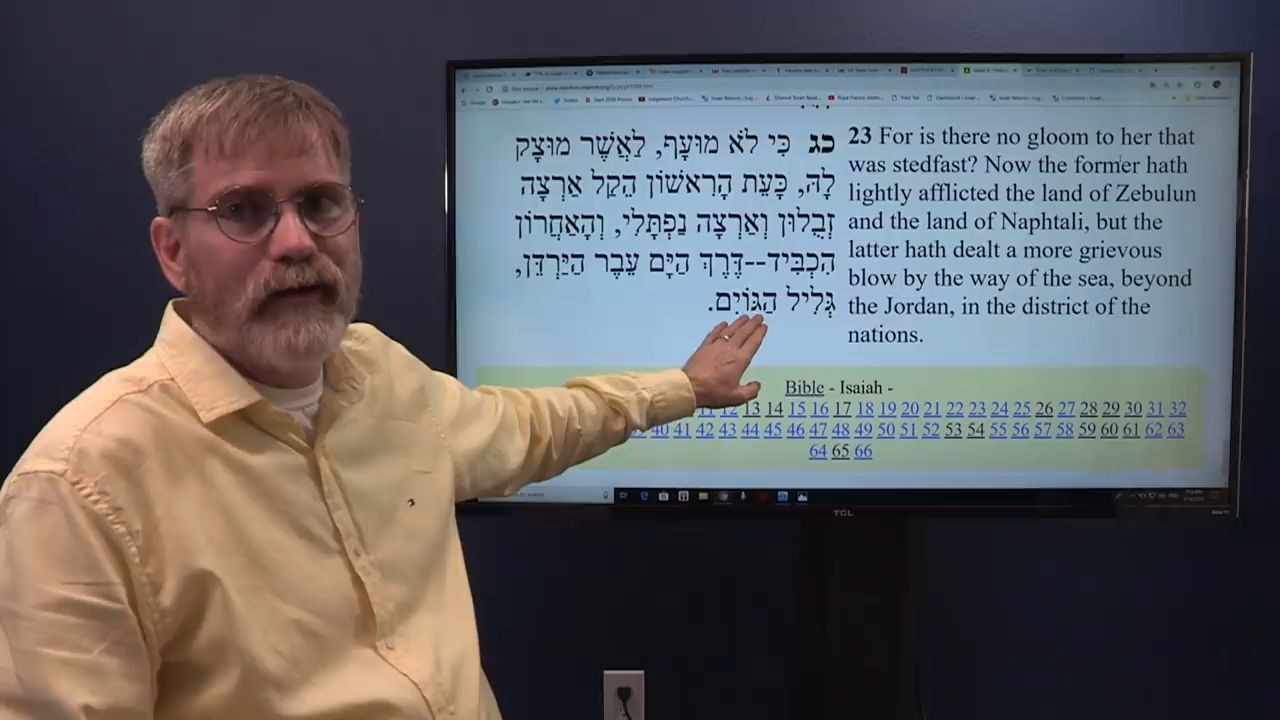 כג כִּי לֹא מוּעָף, לַאֲשֶׁר מוּצָק
לָהּ, כָּעֵת הָרִאשׁוֹן הֵקַל אַרְצָה
זְבֻלוּן וְאַרְצָה נַפְתָּלִי, וְהָאַחֲרוֹן
הִכְבִּיד--דֶּרֶךְ הַיָּם עֵבֶר הַיַּרְדֵּן,
גְּלִיל הַגּוֹיִם.
23 For is there no gloom to her that
was stedfast? Now the former hath
lightly afflicted the land of Zebulun
and the land of Naphtali, but the
latter hath dealt a more grievous
blow by the way of the sea, beyond
the Jordan, in the district of the
nations.
Bible - Isaiah -
12 13 14 15 16 17 18 19 20 21 22 23 24 25 26 27 28 29 30 31 32
40 41 42 43 44 45 46 47 48 49 50 51 52 53 54 55 56 57 58 59 60 61 62 63
64 65 66
TCL